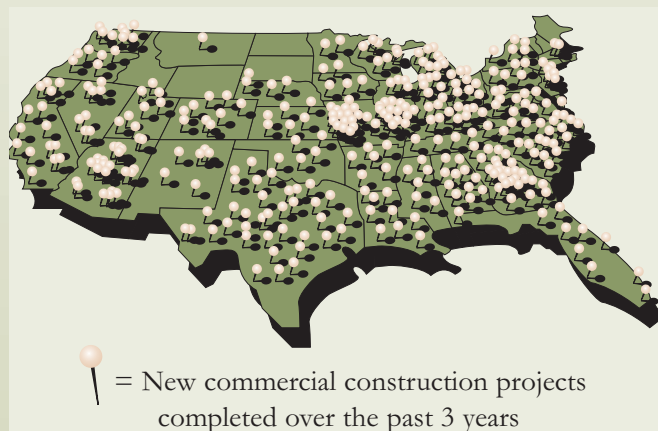 = New commercial construction projects
completed over the past 3 years